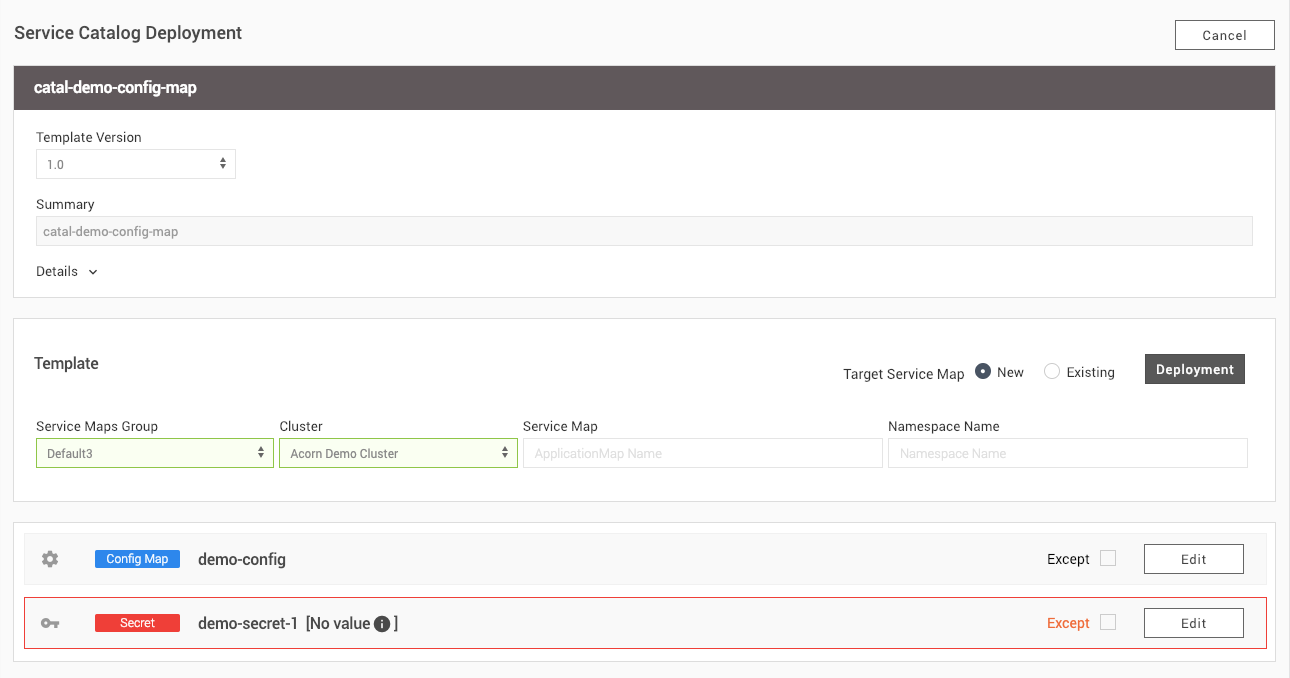 Service Catalog Deployment
Cancel
catal-demo-config-map
Template Version
1.0
Summary
catal-demo-config-map
Details
Template
Target Service Map New Existing Deployment
Service Maps Group Cluster Service Map Namespace Name
Default3 Acorn Demo Cluster ApplicationMap Name Namespace Name
Config Map demo-config Except Edit
Secret demo-secret-1 [No value i ] Except Edit